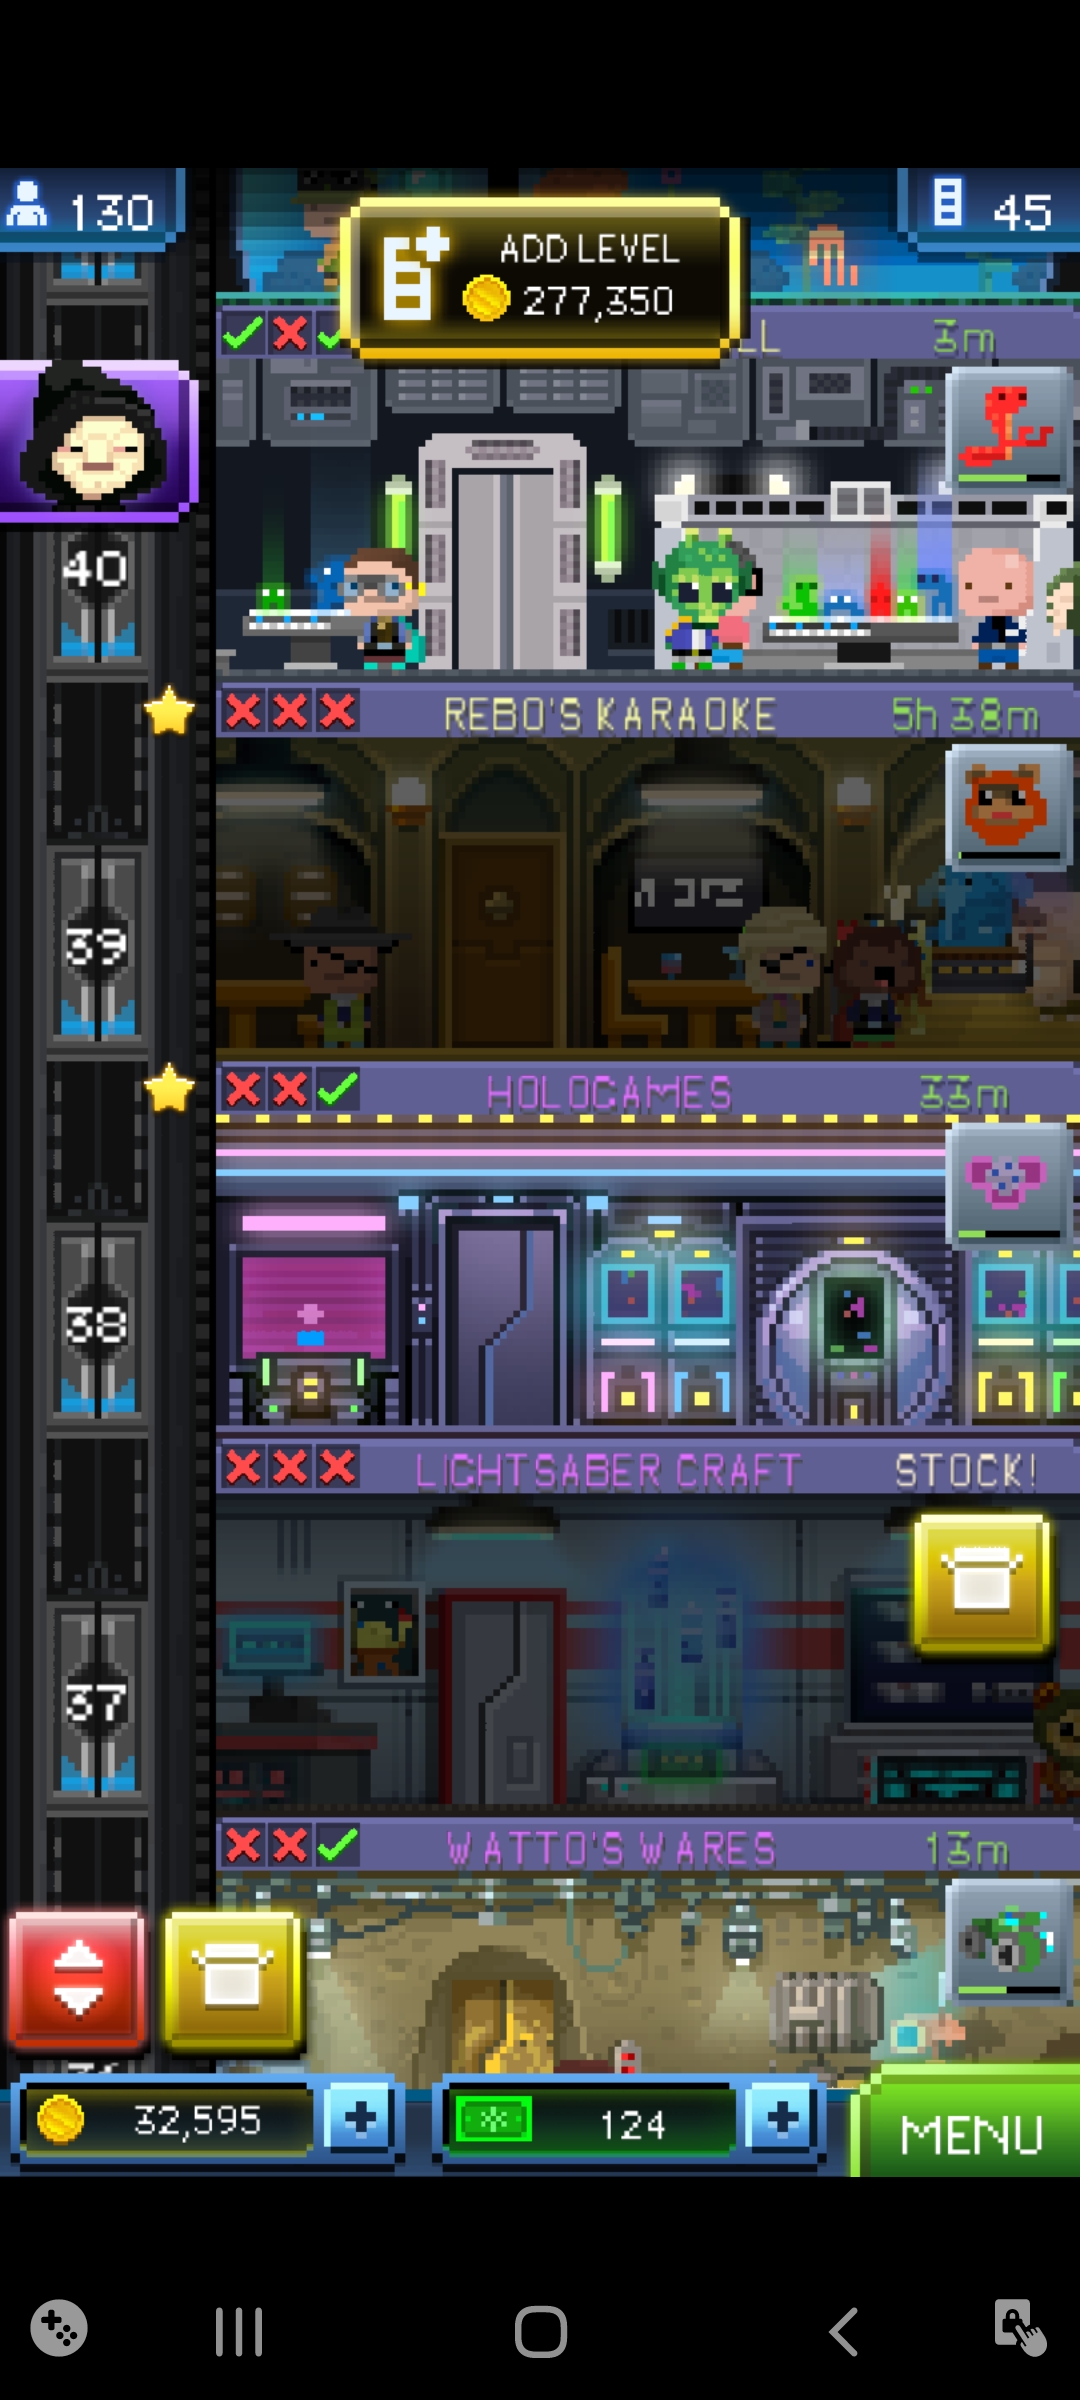 130
45
ADD LEVEL
277,350
LL
3m
40
REBO'S KARAOKE
5h 38m
39
HOLOGAMES
33m
38
LIGHTSABER CRAFT
STOCK!
37
WATTO'S WARES
13m
32,595
124
MENU